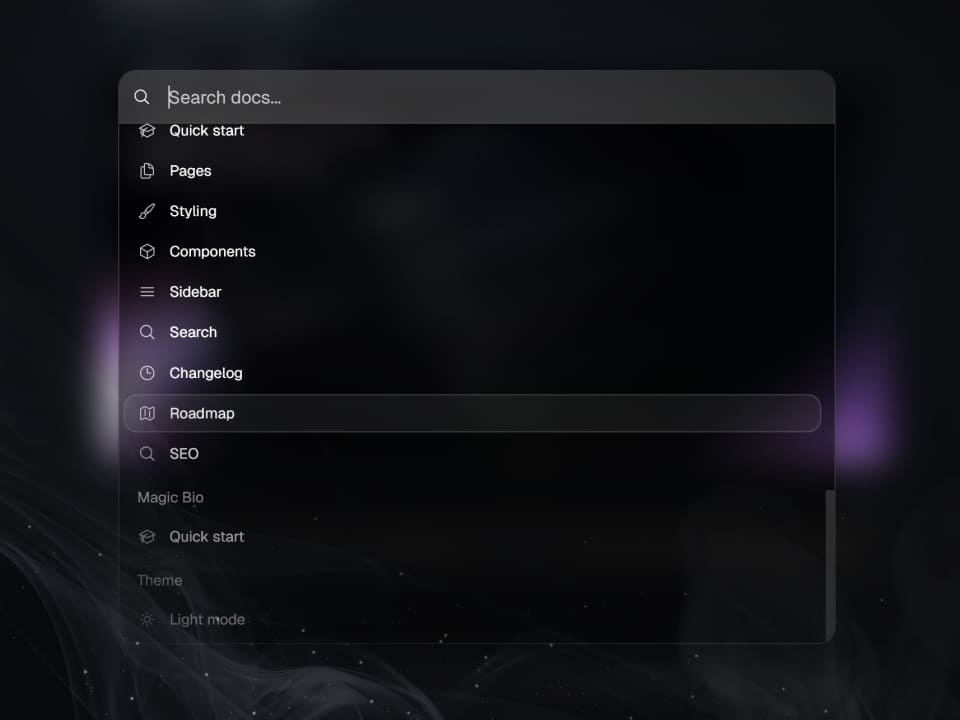 Search docs...
Quick start
Pages
Styling
Components
Sidebar
Search
Changelog
Roadmap
SEO
Magic Bio
Quick start
Theme
Light mode